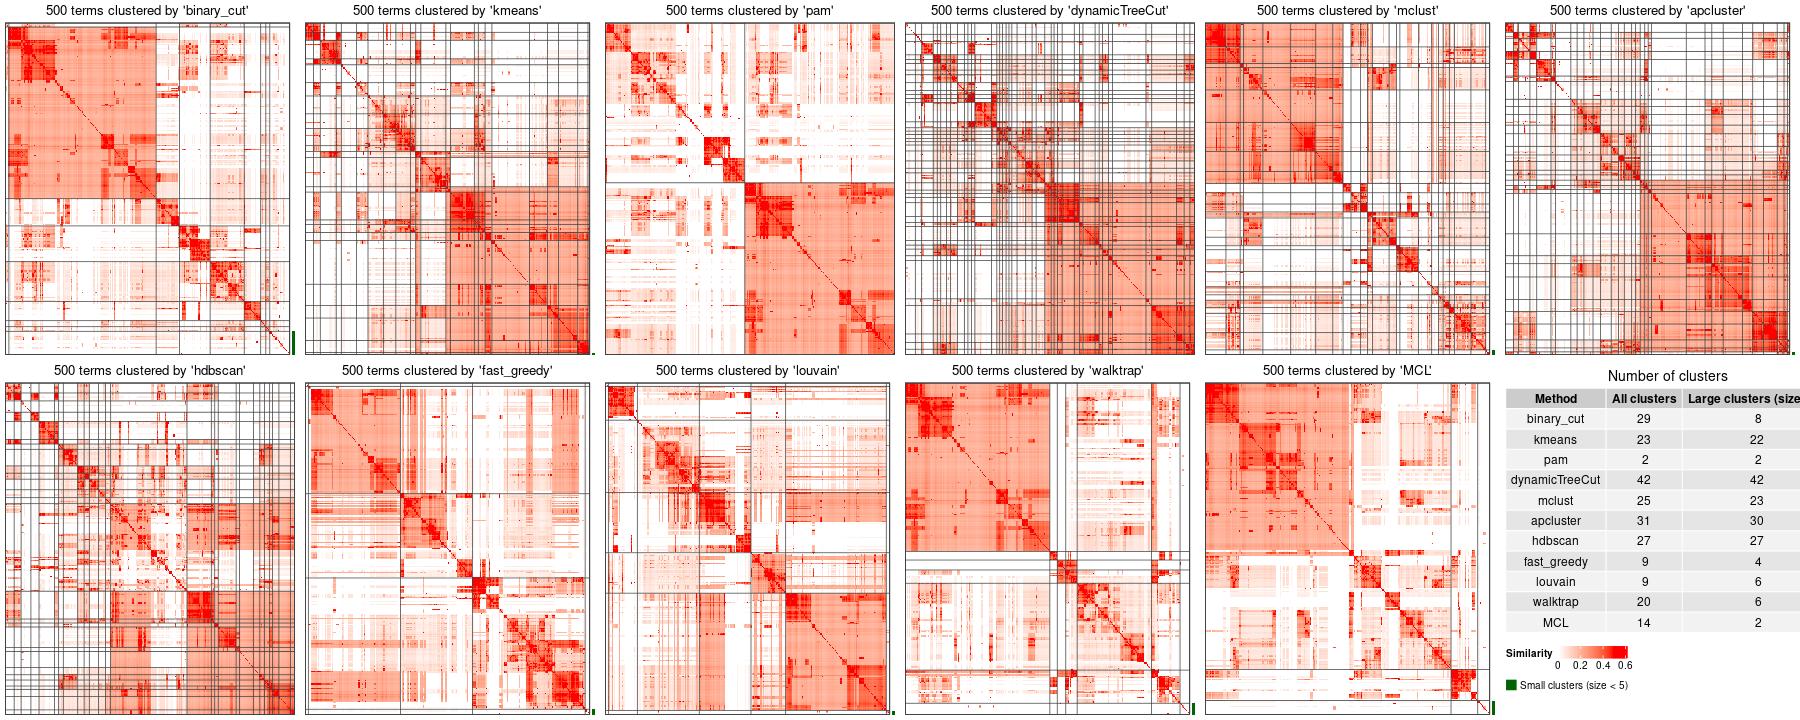 500 terms clustered by 'binary_cut'
500 terms clustered by 'kmeans'
500 terms clustered by 'pam'
500 terms clustered by 'dynamicTreeCut'
500 terms clustered by 'mclust'
500 terms clustered by 'apcluster'
500 terms clustered by 'hdbscan'
500 terms clustered by 'fast_greedy'
500 terms clustered by 'louvain'
500 terms clustered by 'walktrap'
500 terms clustered by 'MCL'
Number of clusters
Method All clusters Large clusters (size
binary_cut 29 8
kmeans 23 22
pam 2 2
dynamicTreeCut 42 42
mclust 25 23
apcluster 31 30
hdbscan 27 27
fast_greedy 9 4
louvain 9 6
walktrap 20 6
MCL 14 2
Similarity
0 0.2 0.4 0.6
Small clusters (size < 5)